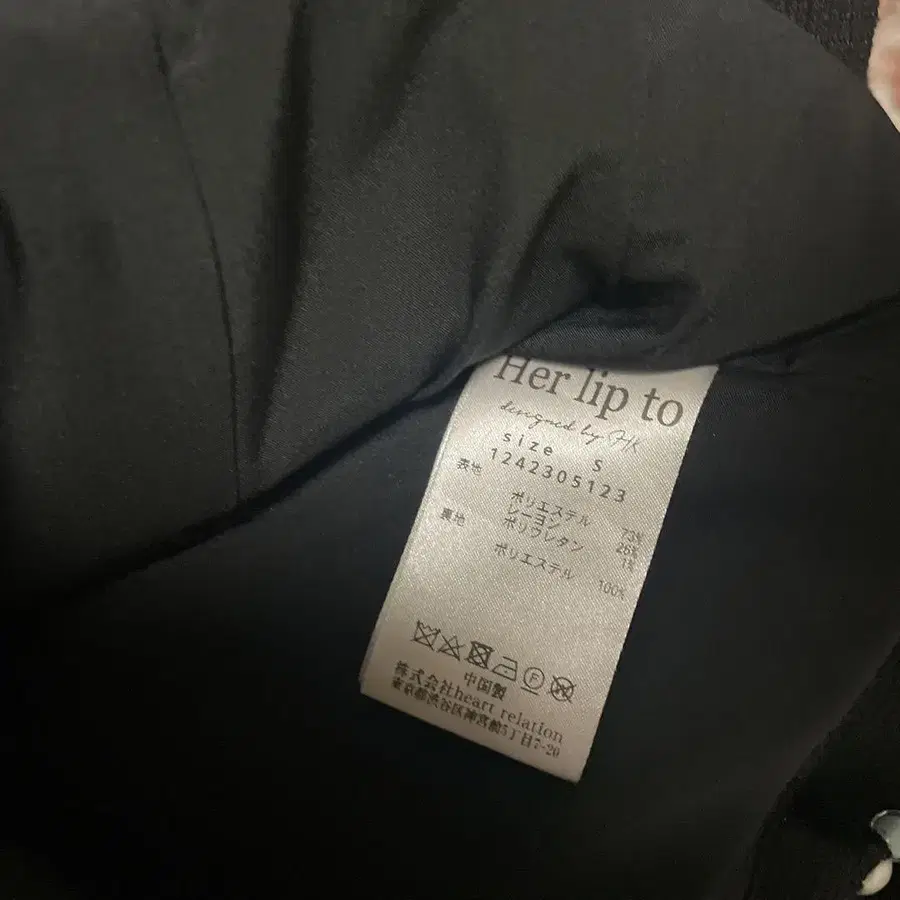 Her lip to
designed by HK
size S
1242305123
表地
ポリエステル 73%
レーヨン 26%
ポリウレタン 1%
裏地
ポリエステル 100%
F
中国製
株式会社heart relation
東京都渋谷区神宮前5丁目7-20